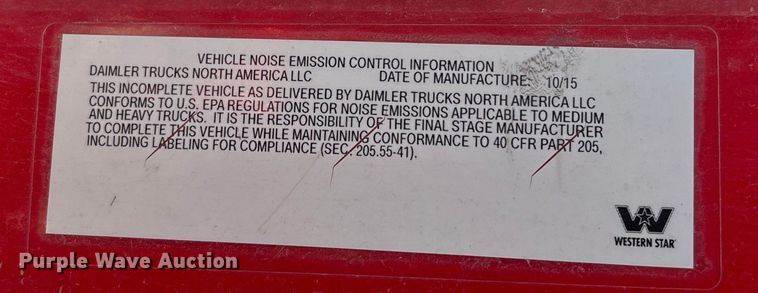 VEHICLE NOISE EMISSION CONTROL INFORMATION
DAIMLER TRUCKS NORTH AMERICA LLC DATE OF MANUFACTURE: 10/15
THIS INCOMPLETE VEHICLE AS DELIVERED BY DAIMLER TRUCKS NORTH AMERICA LLC
CONFORMS TO U.S. EPA REGULATIONS FOR NOISE EMISSIONS APPLICABLE TO MEDIUM
AND HEAVY TRUCKS. IT IS THE RESPONSIBILITY OF THE FINAL STAGE MANUFACTURER
TO COMPLETE THIS VEHICLE WHILE MAINTAINING CONFORMANCE TO 40 CFR PART 205,
INCLUDING LABELING FOR COMPLIANCE (SEC. 205.55-41).
WESTERN STAR
Purple Wave Auction